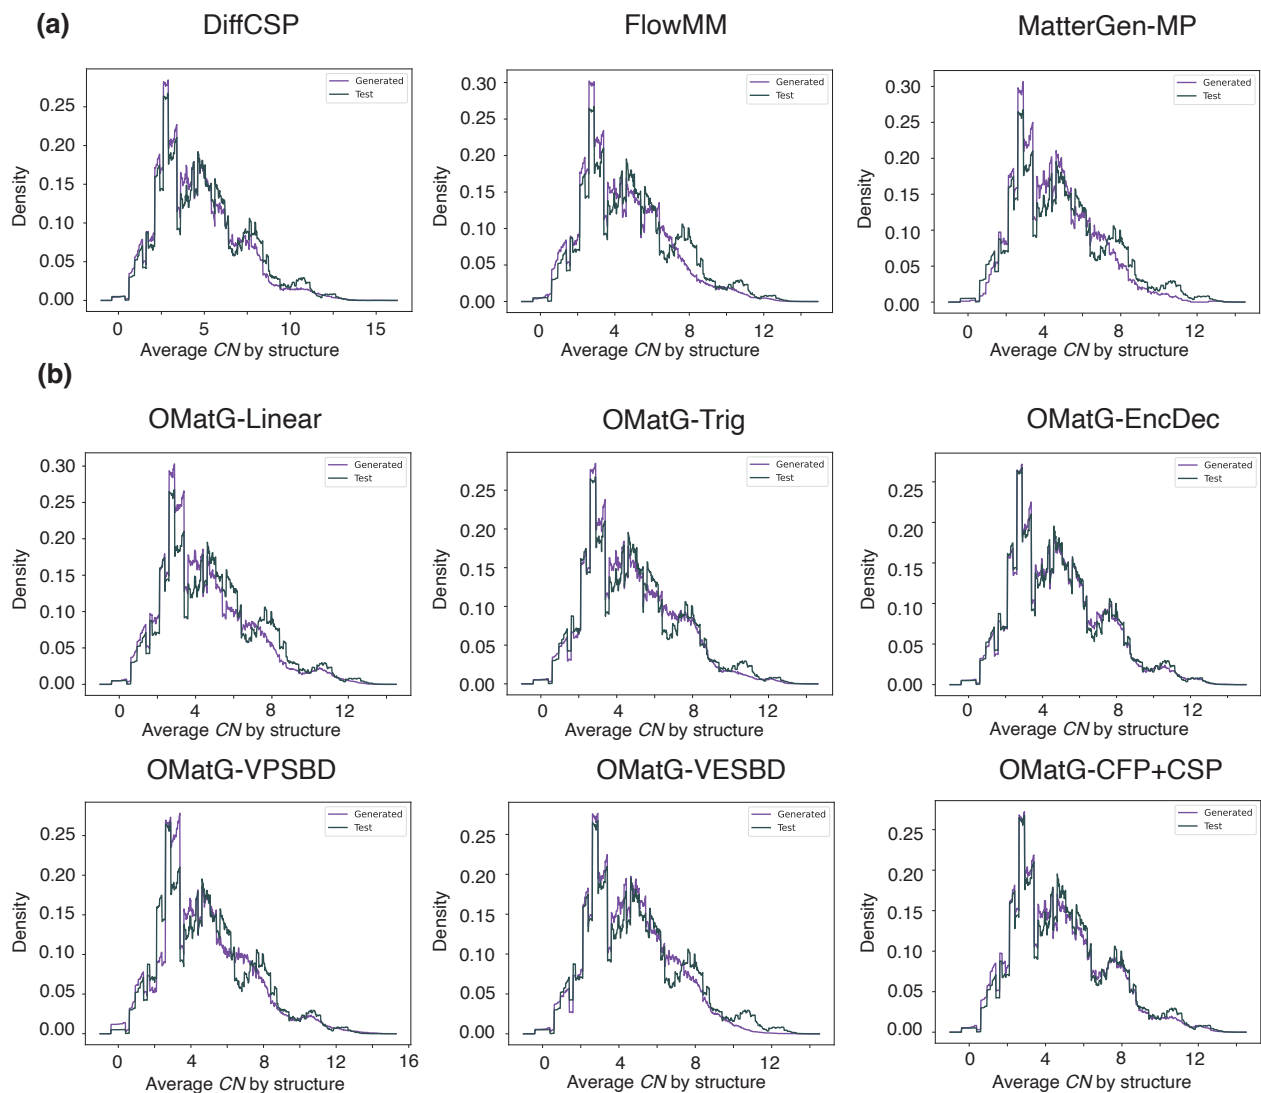 (a)
DiffCSP
FlowMM
MatterGen-MP
Generated
Test
Density
0.25
0.20
0.15
0.10
0.05
0.00
0
5
10
15
Average CN by structure
Generated
Test
Density
0.30
0.25
0.20
0.15
0.10
0.05
0.00
0
4
8
12
Average CN by structure
Generated
Test
Density
0.30
0.25
0.20
0.15
0.10
0.05
0.00
0
4
8
12
Average CN by structure
(b)
OMatG-Linear
OMatG-Trig
OMatG-EncDec
Generated
Test
Density
0.30
0.25
0.20
0.15
0.10
0.05
0.00
0
4
8
12
Average CN by structure
Generated
Test
Density
0.25
0.20
0.15
0.10
0.05
0.00
0
4
8
12
Average CN by structure
Generated
Test
Density
0.25
0.20
0.15
0.10
0.05
0.00
0
4
8
12
Average CN by structure
OMatG-VPSBD
OMatG-VESBD
OMatG-CFP+CSP
Generated
Test
Density
0.25
0.20
0.15
0.10
0.05
0.00
0
4
8
12
16
Average CN by structure
Generated
Test
Density
0.25
0.20
0.15
0.10
0.05
0.00
0
4
8
12
Average CN by structure
Generated
Test
Density
0.25
0.20
0.15
0.10
0.05
0.00
0
4
8
12
Average CN by structure